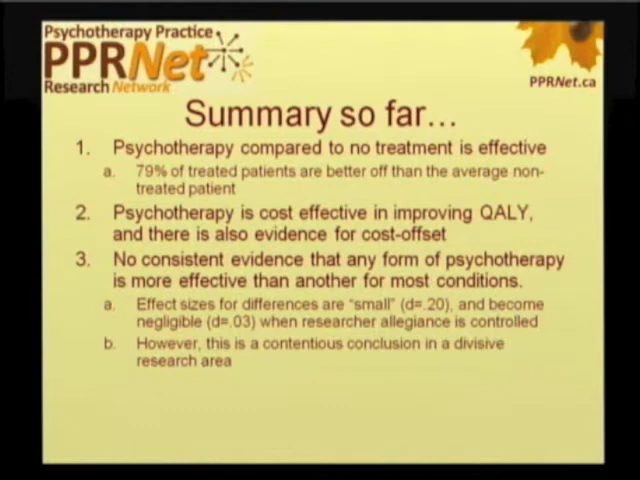 Psychotherapy Practice
PPRNet
Research Network
PPRNet.ca
Summary so far...
1. Psychotherapy compared to no treatment is effective
a. 79% of treated patients are better off than the average non-
treated patient
2. Psychotherapy is cost effective in improving QALY,
and there is also evidence for cost-offset
3. No consistent evidence that any form of psychotherapy
is more effective than another for most conditions.
a. Effect sizes for differences are “small” (d=.20), and become
negligible (d=.03) when researcher allegiance is controlled
b. However, this is a contentious conclusion in a divisive
research area